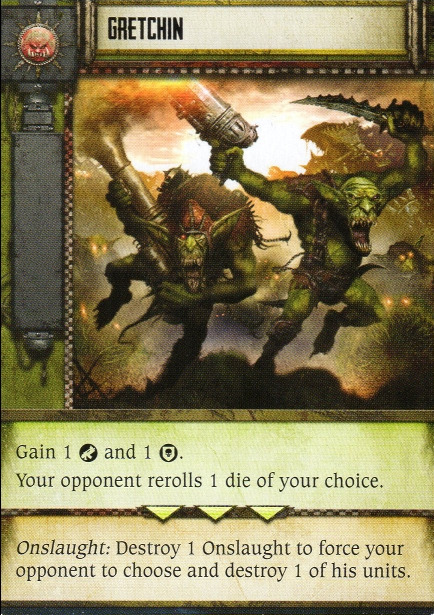 GRETCHIN
Gain 1 and 1 .
Your opponent rerolls 1 die of your choice.
Onslaught: Destroy 1 Onslaught to force your
opponent to choose and destroy 1 of his units.